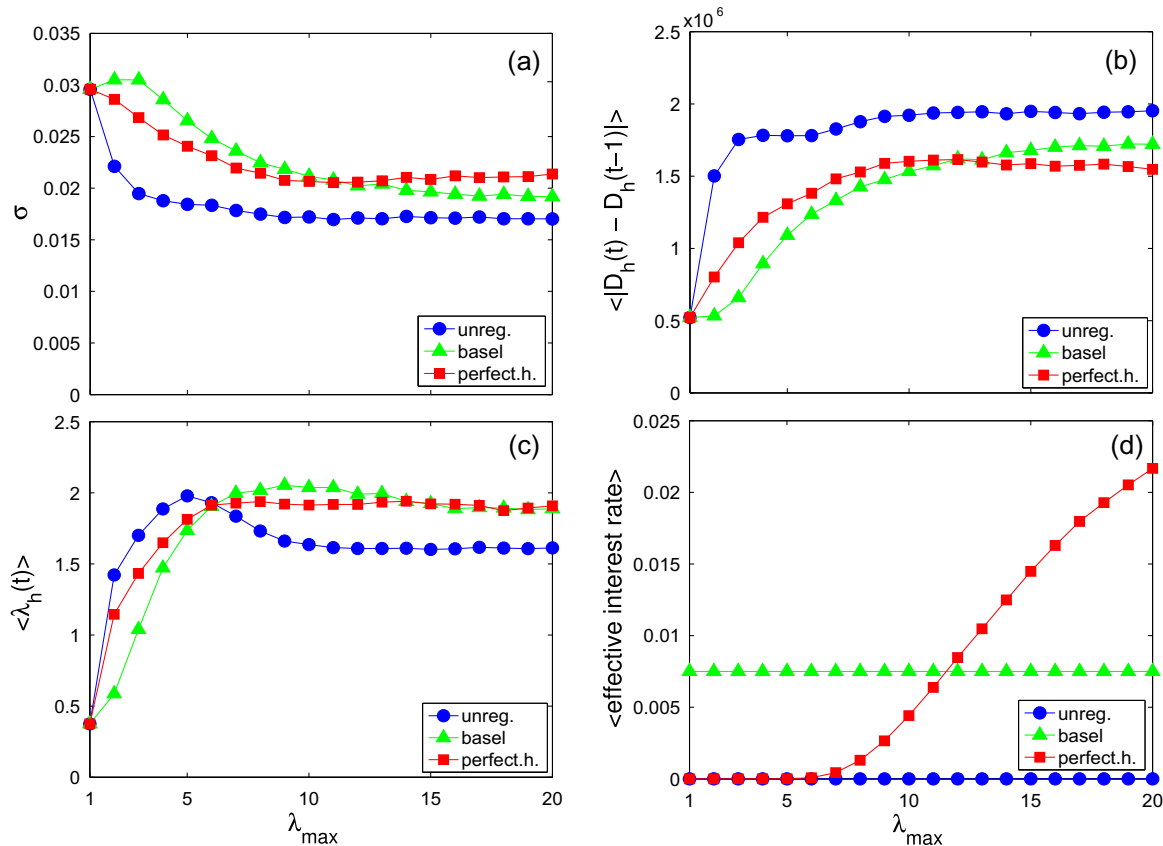 (a)
0.035
0.03
0.025
0.02
0.015
0.01
0.005
0
σ
unreg.
basel
perfect.h.
(b)
×10⁶
2.5
2
1.5
1
0.5
0
<|D_h(t) − D_h(t−1)|>
unreg.
basel
perfect.h.
(c)
2.5
2
1.5
1
0.5
0
<λ_h(t)>
unreg.
basel
perfect.h.
1 5 10 15 20
λ_max
(d)
0.025
0.02
0.015
0.01
0.005
0
<effective interest rate>
unreg.
basel
perfect.h.
1 5 10 15 20
λ_max